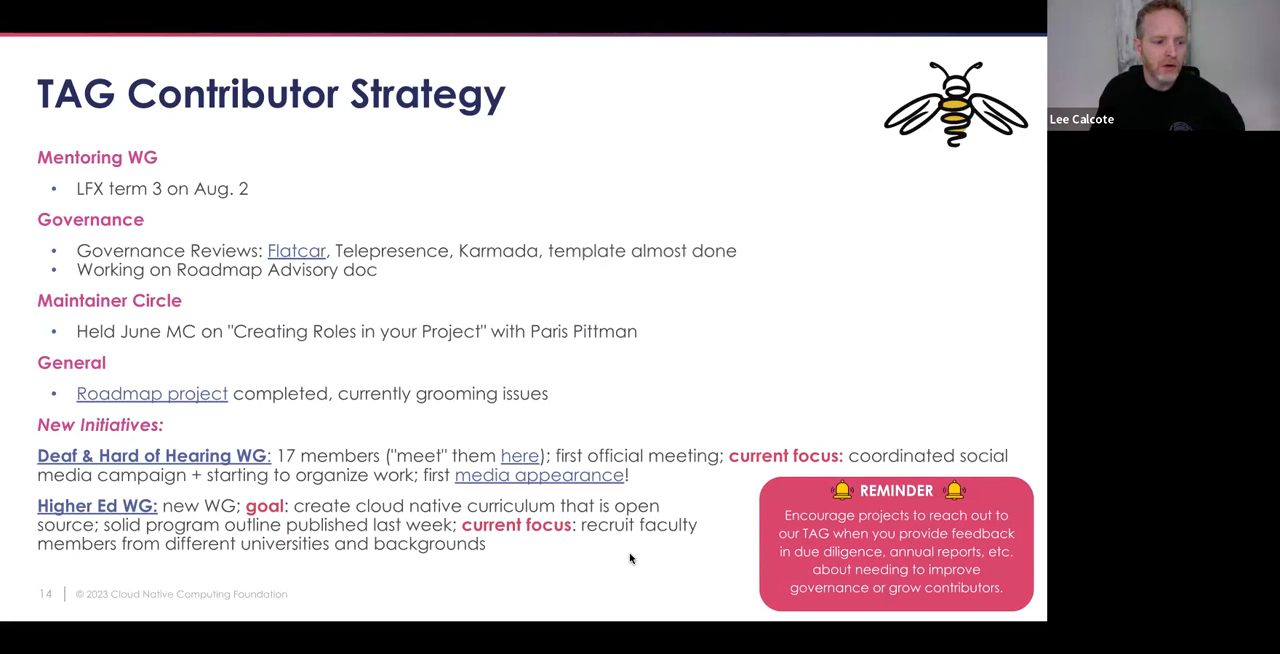 TAG Contributor Strategy
Lee Calcote
Mentoring WG
• LFX term 3 on Aug. 2
Governance
• Governance Reviews: Flatcar, Telepresence, Karmada, template almost done
• Working on Roadmap Advisory doc
Maintainer Circle
• Held June MC on "Creating Roles in your Project" with Paris Pittman
General
• Roadmap project completed, currently grooming issues
New Initiatives:
Deaf & Hard of Hearing WG: 17 members ("meet" them here); first official meeting; current focus: coordinated social
media campaign + starting to organize work; first media appearance!
Higher Ed WG: new WG; goal: create cloud native curriculum that is open
source; solid program outline published last week; current focus: recruit faculty
members from different universities and backgrounds
REMINDER
Encourage projects to reach out to
our TAG when you provide feedback
in due diligence, annual reports, etc.
about needing to improve
governance or grow contributors.
14 | © 2023 Cloud Native Computing Foundation